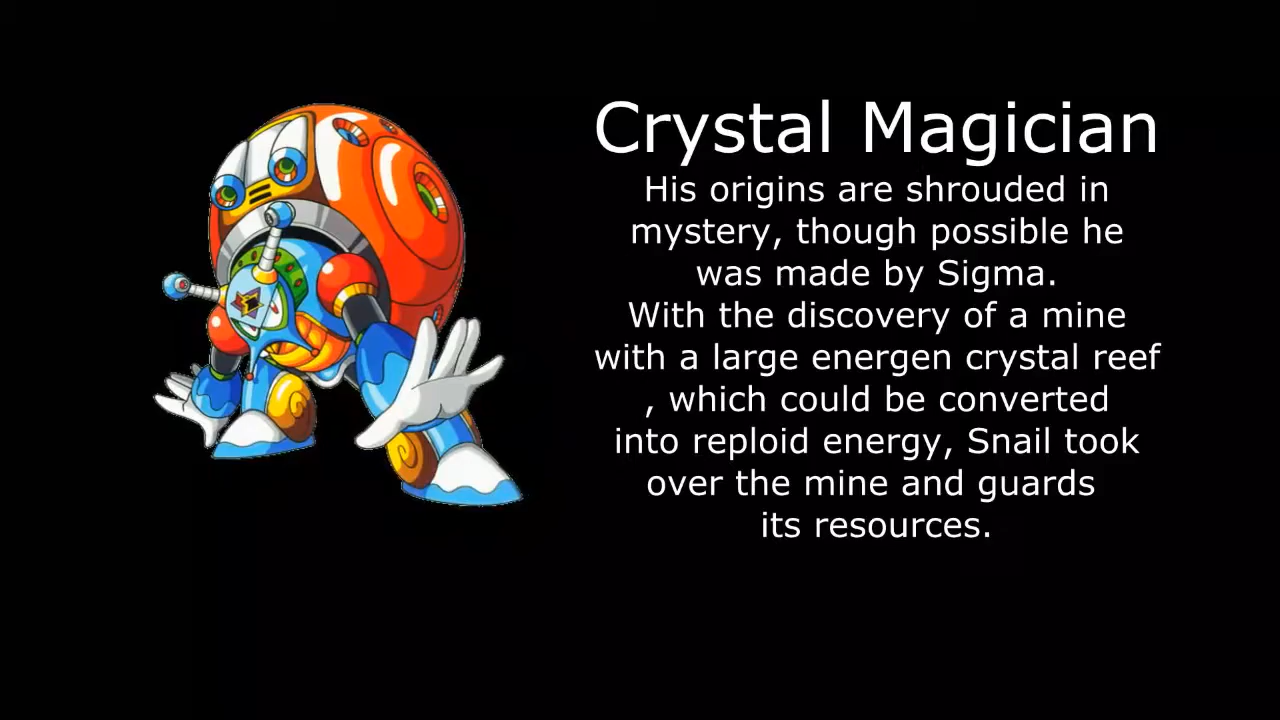 Crystal Magician
His origins are shrouded in
mystery, though possible he
was made by Sigma.
With the discovery of a mine
with a large energen crystal reef
, which could be converted
into reploid energy, Snail took
over the mine and guards
its resources.